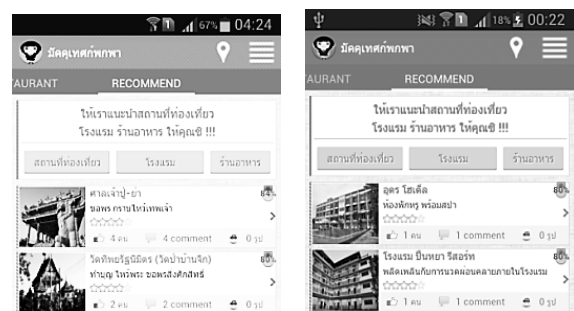 67% 04:24
มัคคุเทศก์พกพา
AURANT RECOMMEND
ให้เราแนะนำสถานที่ท่องเที่ยว
โรงแรม ร้านอาหาร ให้คุณซิ !!!
สถานที่ท่องเที่ยว โรงแรม ร้านอาหาร
ศาลเจ้าปู่-ย่า 84%
ขอพร กราบไหว้เทพเจ้า
4 คน 4 comment 0 รูป
วัดทิพยรัฐนิมิตร (วัดป่าบ้านจิก) 80%
ทำบุญ ไหว้พระ ขอพรสิ่งศักสิทธ์
2 คน 2 comment 0 รูป
18% 00:22
มัคคุเทศก์พกพา
AURANT RECOMMEND
ให้เราแนะนำสถานที่ท่องเที่ยว
โรงแรม ร้านอาหาร ให้คุณซิ !!!
สถานที่ท่องเที่ยว โรงแรม ร้านอาหาร
อุดร โฮเต็ล 80%
ห้องพักหรู พร้อมสปา
1 คน 1 comment 0 รูป
โรงแรม ปิ่นหยา รีสอร์ท 80%
พลิดเพลินกับการนวดผ่อนคลายภายในโรงแรม
1 คน 1 comment 0 รูป